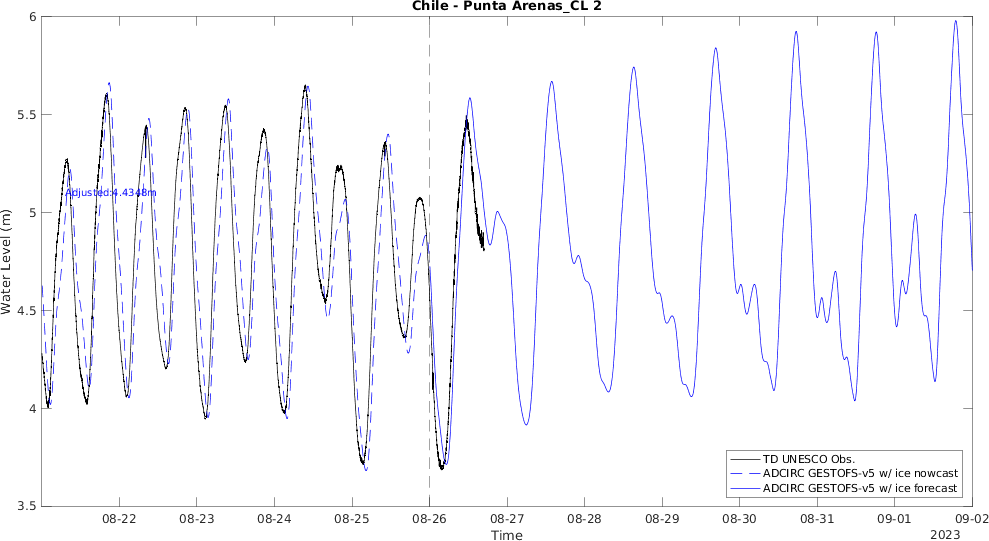 Chile - Punta Arenas_CL 2
6
5.5
5
4.5
4
3.5
Water Level (m)
Adjusted:4.4348m
TD UNESCO Obs.
ADCIRC GESTOFS-v5 w/ ice nowcast
ADCIRC GESTOFS-v5 w/ ice forecast
08-22 08-23 08-24 08-25 08-26 08-27 08-28 08-29 08-30 08-31 09-01 09-02
Time
2023